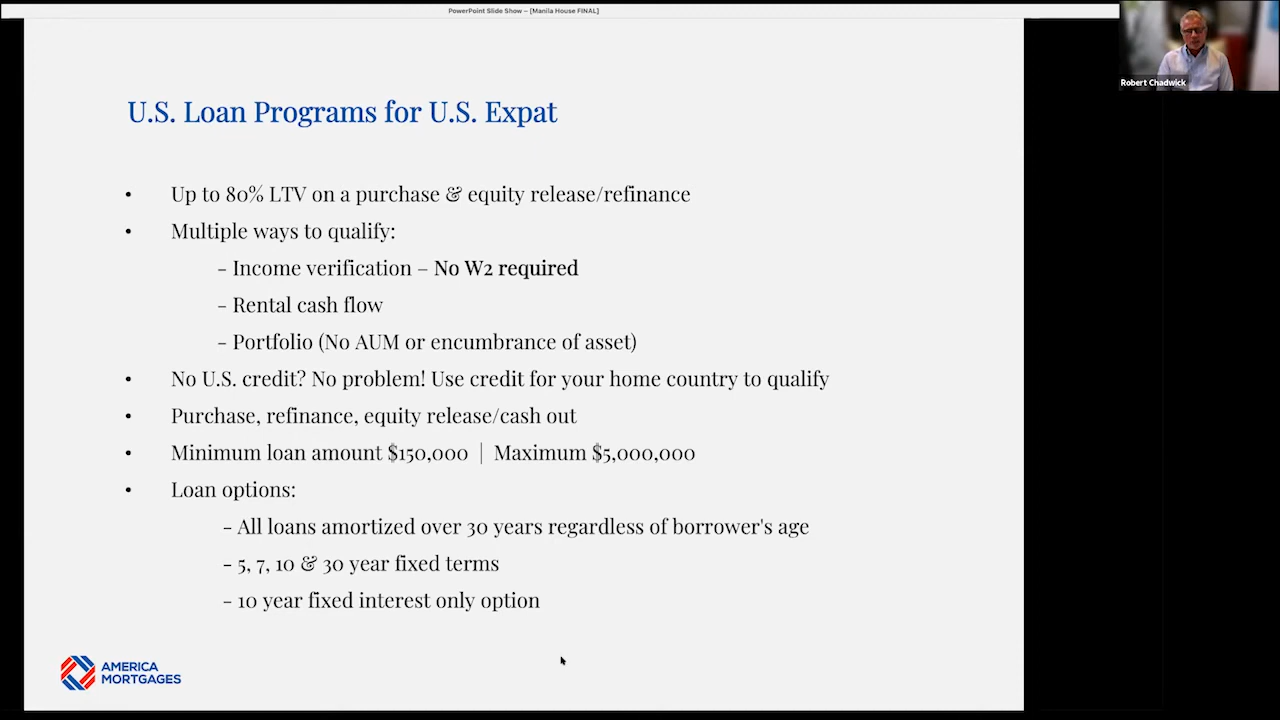 PowerPoint Slide Show – [Manila House FINAL]
Robert Chadwick
U.S. Loan Programs for U.S. Expat
• Up to 80% LTV on a purchase & equity release/refinance
• Multiple ways to qualify:
– Income verification – No W2 required
– Rental cash flow
– Portfolio (No AUM or encumbrance of asset)
• No U.S. credit? No problem! Use credit for your home country to qualify
• Purchase, refinance, equity release/cash out
• Minimum loan amount $150,000 | Maximum $5,000,000
• Loan options:
– All loans amortized over 30 years regardless of borrower's age
- 5, 7, 10 & 30 year fixed terms
– 10 year fixed interest only option
AMERICA
MORTGAGES